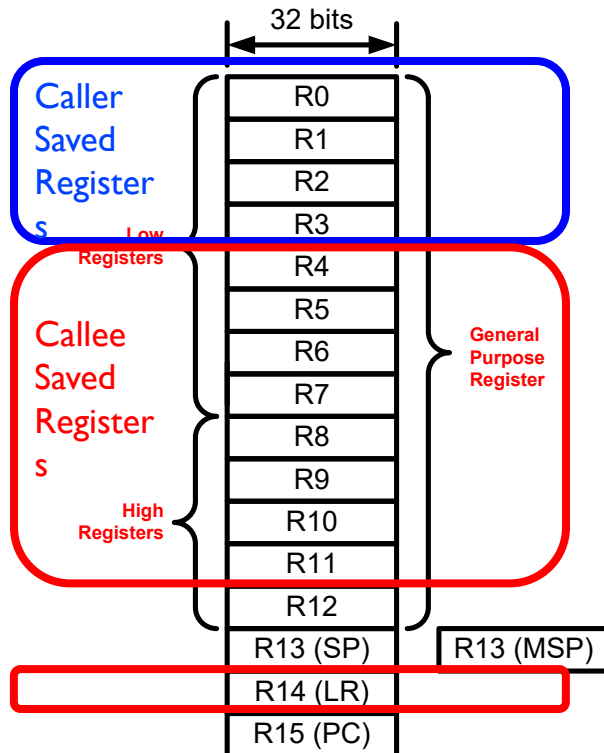 32 bits
Caller
Saved
Register
s
Low
Registers
R0
R1
R2
R3
R4
R5
R6
R7
R8
R9
R10
R11
R12
R13 (SP)
R13 (MSP)
R14 (LR)
R15 (PC)
Callee
Saved
Register
s
High
Registers
General
Purpose
Register